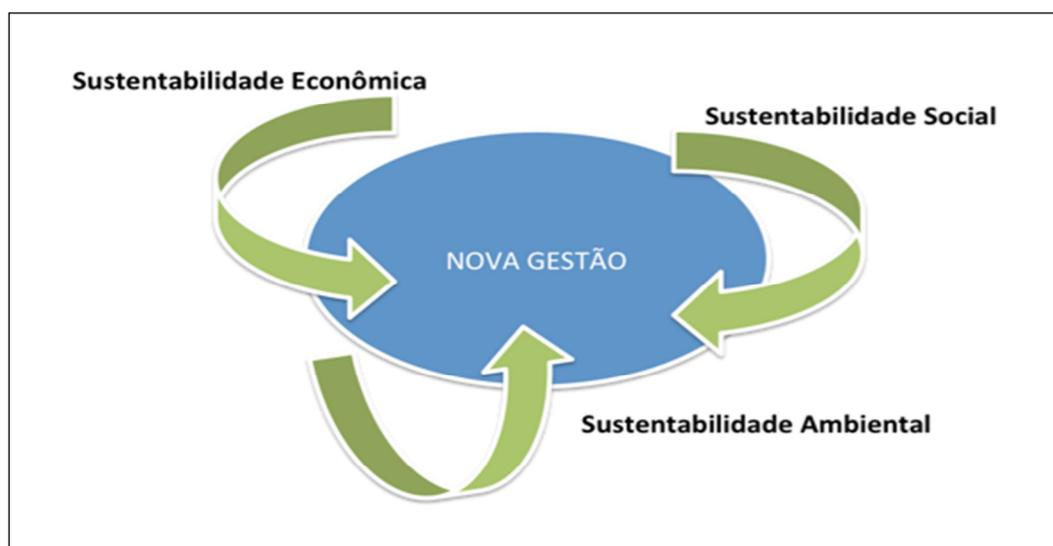 Sustentabilidade Econômica
Sustentabilidade Social
NOVA GESTÃO
Sustentabilidade Ambiental